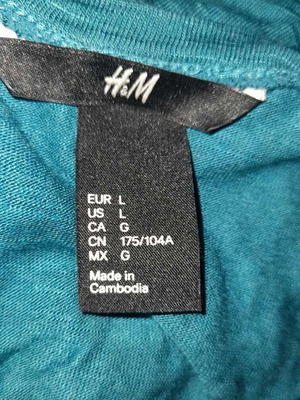 H&M
EUR L
US L
CA G
CN 175/104A
MX G
Made in
Cambodia